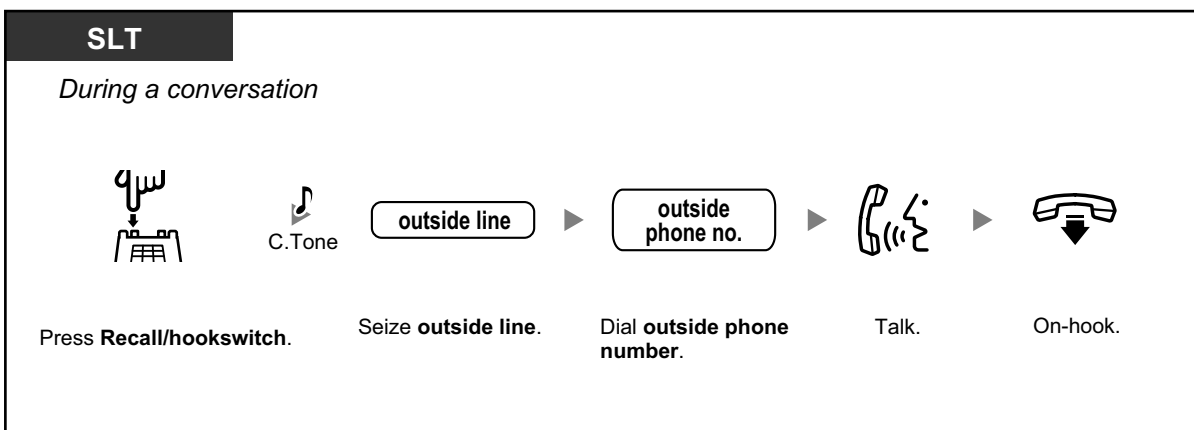 SLT
During a conversation
C.Tone
outside line
outside
phone no.
Press Recall/hookswitch.
Seize outside line.
Dial outside phone
number.
Talk.
On-hook.